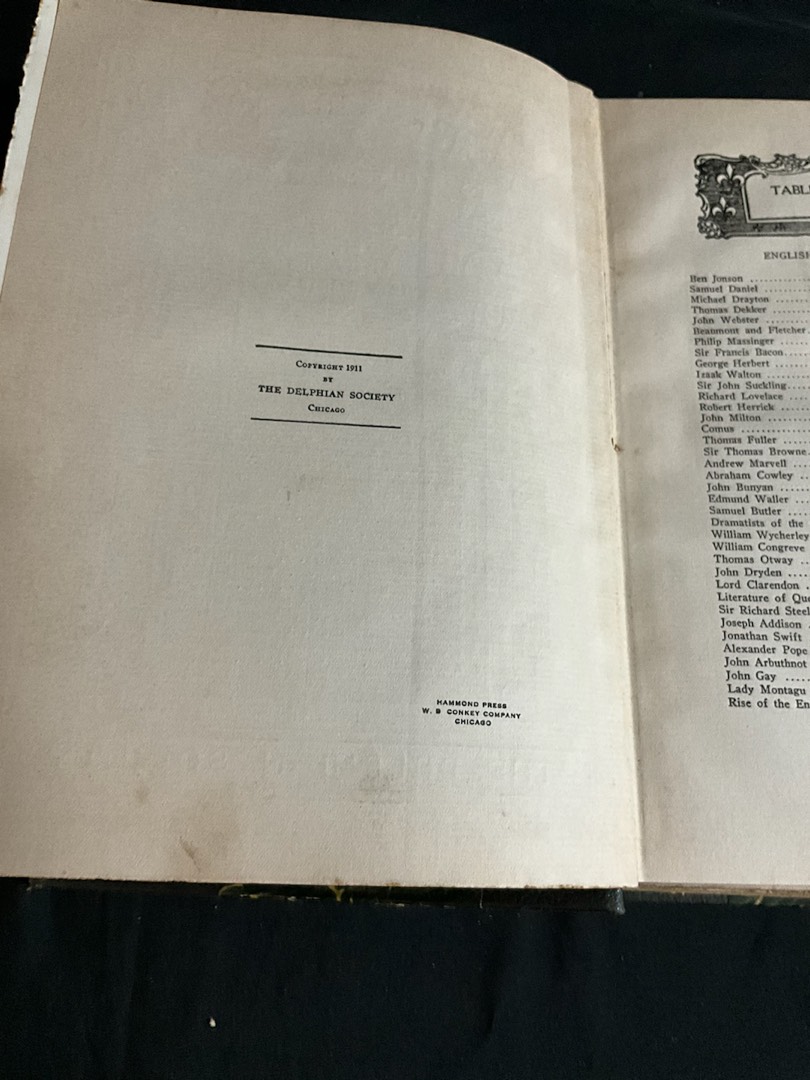 COPYRIGHT 1911
BY
THE DELPHIAN SOCIETY
CHICAGO
HAMMOND PRESS
W. B CONKEY COMPANY
CHICAGO
Ben Jonson ..........
Samuel Daniel ........
Michael Drayton ......
Thomas Dekker ........
John Webster ........
Beaumont and Fletcher.
Philip Massinger ......
Sir Francis Bacon.....
George Herbert .......
Izaak Walton .........
Sir John Suckling.....
Richard Lovelace ....
Robert Herrick .....
John Milton ........
Comus ............
Thomas Fuller .....
Sir Thomas Browne.
Andrew Marvell ...
Abraham Cowley ..
John Bunyan .....
Edmund Waller ...
Samuel Butler ....
Dramatists of the
William Wycherley
William Congreve
Thomas Otway ..
John Dryden ....
Lord Clarendon .
Literature of
Sir Richard
Joseph Addison .
Jonathan Swift
Alexander Pope
John Arbuthnot
John Gay .....
Lady Montagu
Rise of the